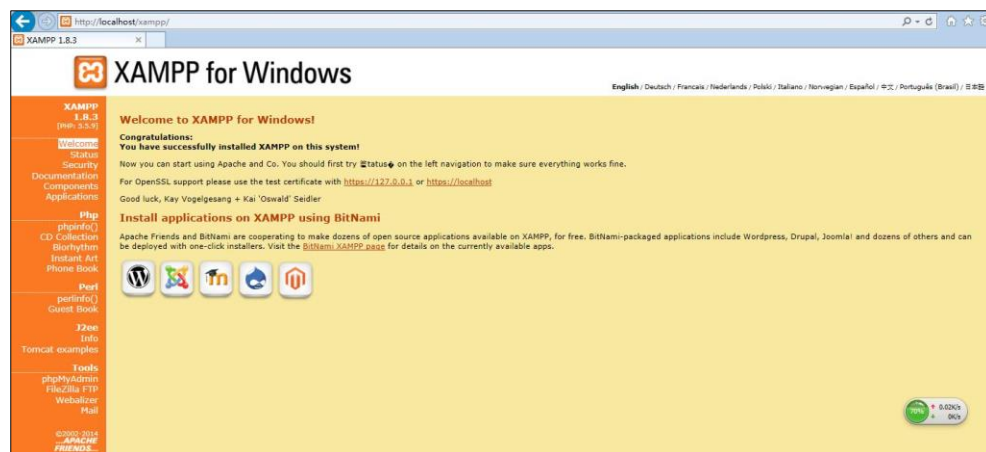 http://localhost/xampp/
XAMPP 1.8.3
XAMPP for Windows
English / Deutsch / Francais / Nederlands / Polski / Italiano / Norwegian / Español / 中文 / Português (Brasil) / 日本語
XAMPP
1.8.3
[PHP: 5.5.9]
Welcome
Status
Security
Documentation
Components
Applications
Php
phpinfo()
CD Collection
Biorhythm
Instant Art
Phone Book
Perl
perlinfo()
Guest Book
J2ee
Info
Tomcat examples
Tools
phpMyAdmin
FileZilla FTP
Webalizer
Mail
©2002-2014
...APACHE
FRIENDS...
Welcome to XAMPP for Windows!
Congratulations:
You have successfully installed XAMPP on this system!
Now you can start using Apache and Co. You should first try tatus� on the left navigation to make sure everything works fine.
For OpenSSL support please use the test certificate with https://127.0.0.1 or https://localhost
Good luck, Kay Vogelgesang + Kai 'Oswald' Seidler
Install applications on XAMPP using BitNami
Apache Friends and BitNami are cooperating to make dozens of open source applications available on XAMPP, for free. BitNami-packaged applications include Wordpress, Drupal, Joomla! and dozens of others and can
be deployed with one-click installers. Visit the BitNami XAMPP page for details on the currently available apps.
70%
0.02K/s
0K/s